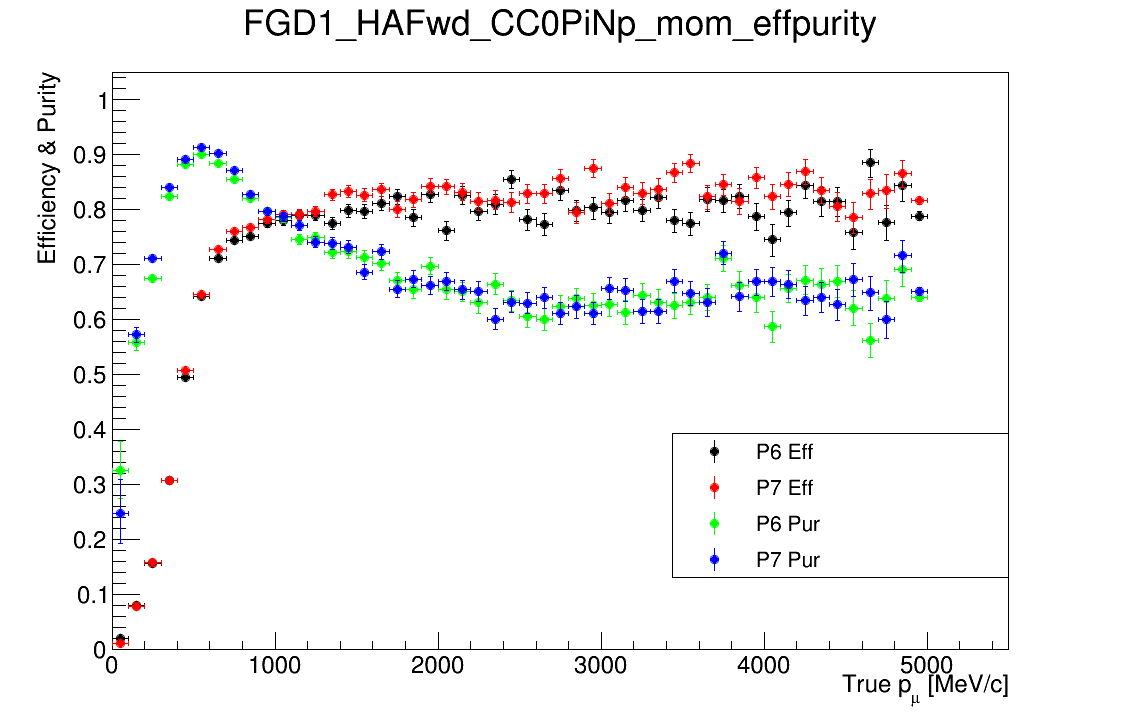 FGD1_HAFwd_CC0PiNp_mom_effpurity
Efficiency & Purity
1
0.9
0.8
0.7
0.6
0.5
0.4
0.3
0.2
0.1
0
P6 Eff
P7 Eff
P6 Pur
P7 Pur
0 1000 2000 3000 4000 5000
True pμ [MeV/c]